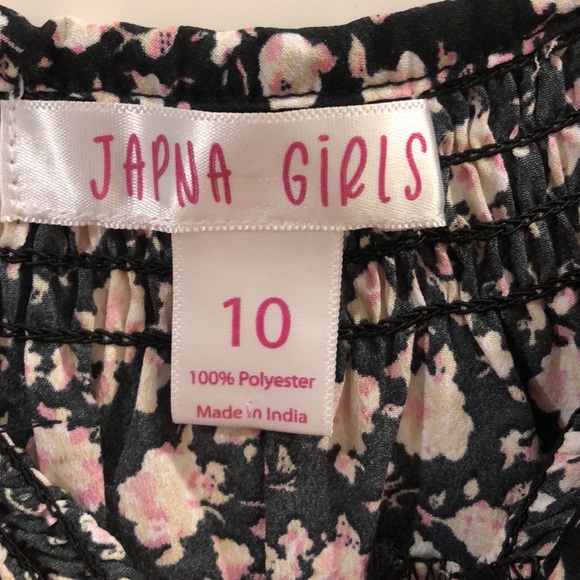 JAPNA GiRLS
10
100% Polyester
Made in India